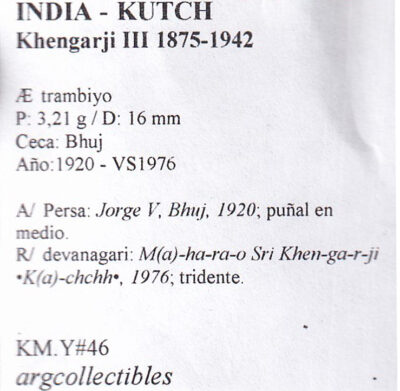 INDIA - KUTCH
Khengarji III 1875-1942
Æ trambiyo
P: 3,21 g / D: 16 mm
Ceca: Bhuj
Año:1920 - VS1976
A/ Persa: Jorge V, Bhuj, 1920; puñal en
medio.
R/ devanagari: M(a)-ha-ra-o Sri Khen-ga-r-ji
•K(a)-chchh•, 1976; tridente.
KM.Y#46
argcollectibles